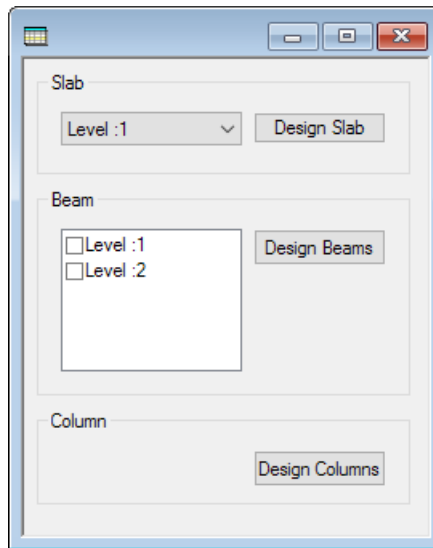 Slab
Level :1
Design Slab
Beam
Level :1
Level :2
Design Beams
Column
Design Columns